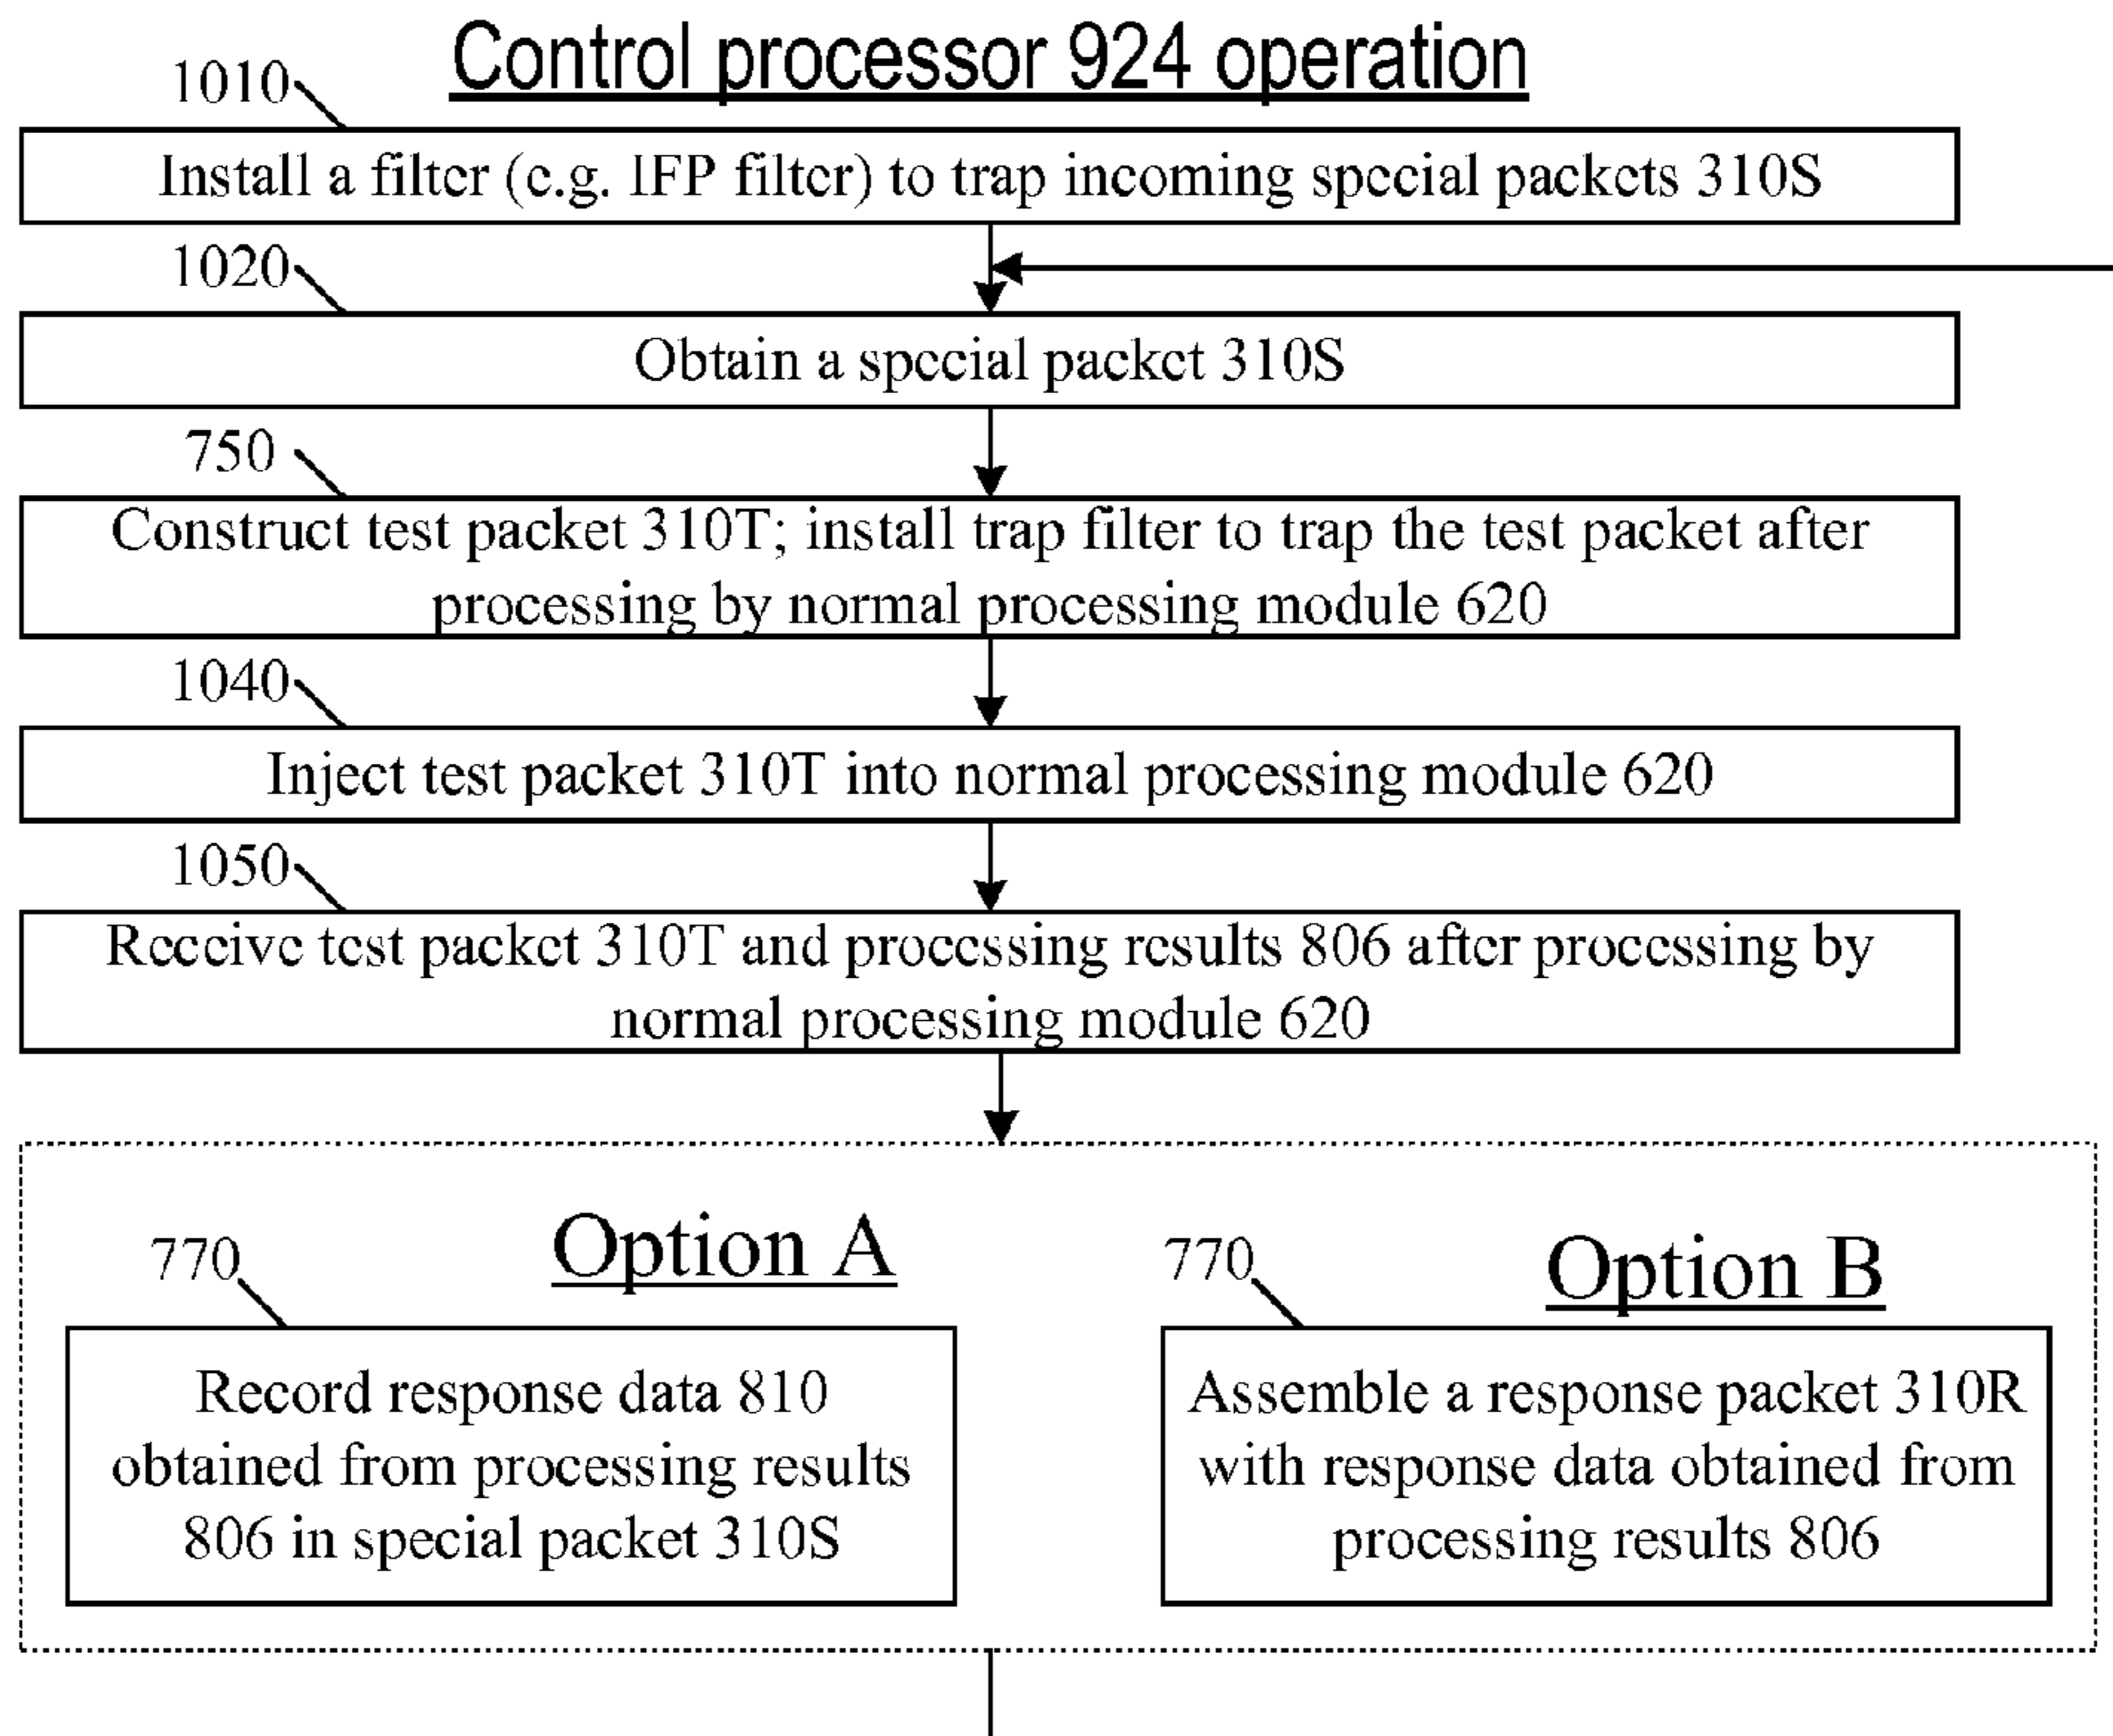 Control processor 924 operation
1010
Install a filter (e.g. IFP filter) to trap incoming special packets 310S
1020
Obtain a special packet 310S
750
Construct test packet 310T; install trap filter to trap the test packet after
processing by normal processing module 620
1040
Inject test packet 310T into normal processing module 620
1050
Receive test packet 310T and processing results 806 after processing by
normal processing module 620
Option A
770
Record response data 810
obtained from processing results
806 in special packet 310S
Option B
770
Assemble a response packet 310R
with response data obtained from
processing results 806